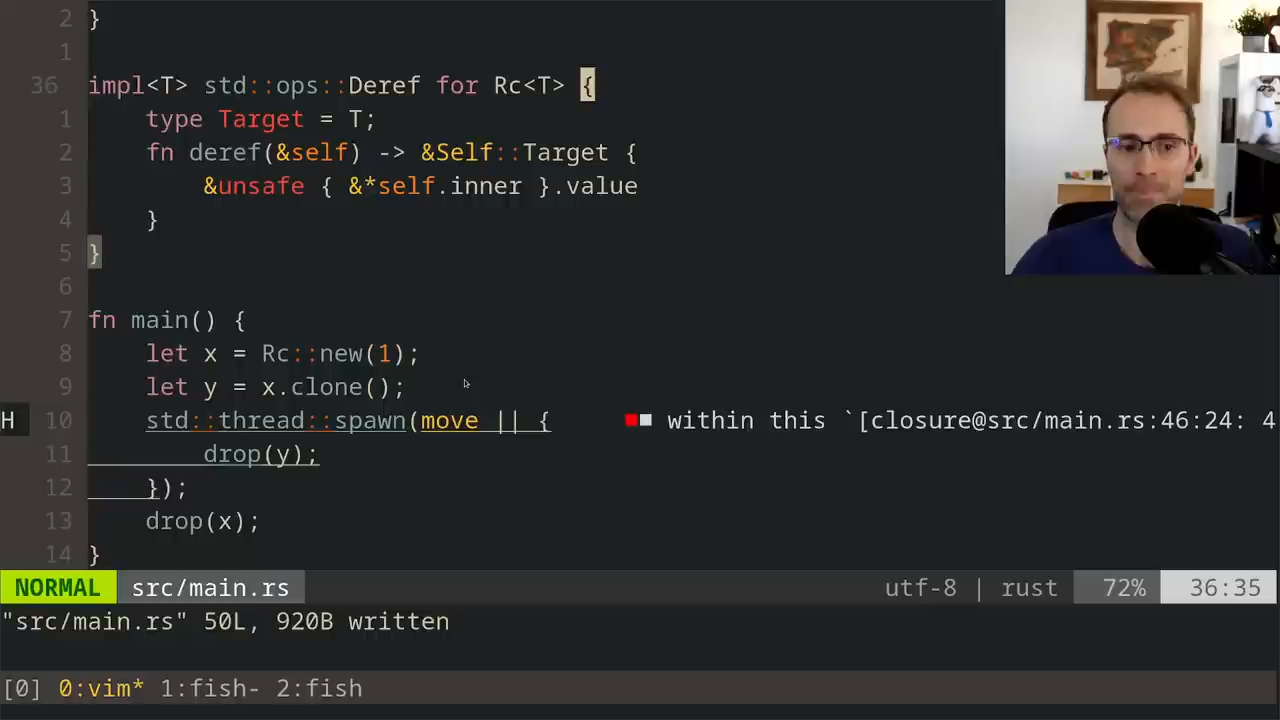 2 }
1
36 impl<T> std::ops::Deref for Rc<T> {
1     type Target = T;
2     fn deref(&self) -> &Self::Target {
3         &unsafe { &*self.inner }.value
4     }
5 }
6
7 fn main() {
8     let x = Rc::new(1);
9     let y = x.clone();
H 10     std::thread::spawn(move || {     within this `[closure@src/main.rs:46:24: 4
11         drop(y);
12     });
13     drop(x);
14 }
NORMAL src/main.rs utf-8 | rust 72% 36:35
"src/main.rs" 50L, 920B written
[0] 0:vim* 1:fish- 2:fish